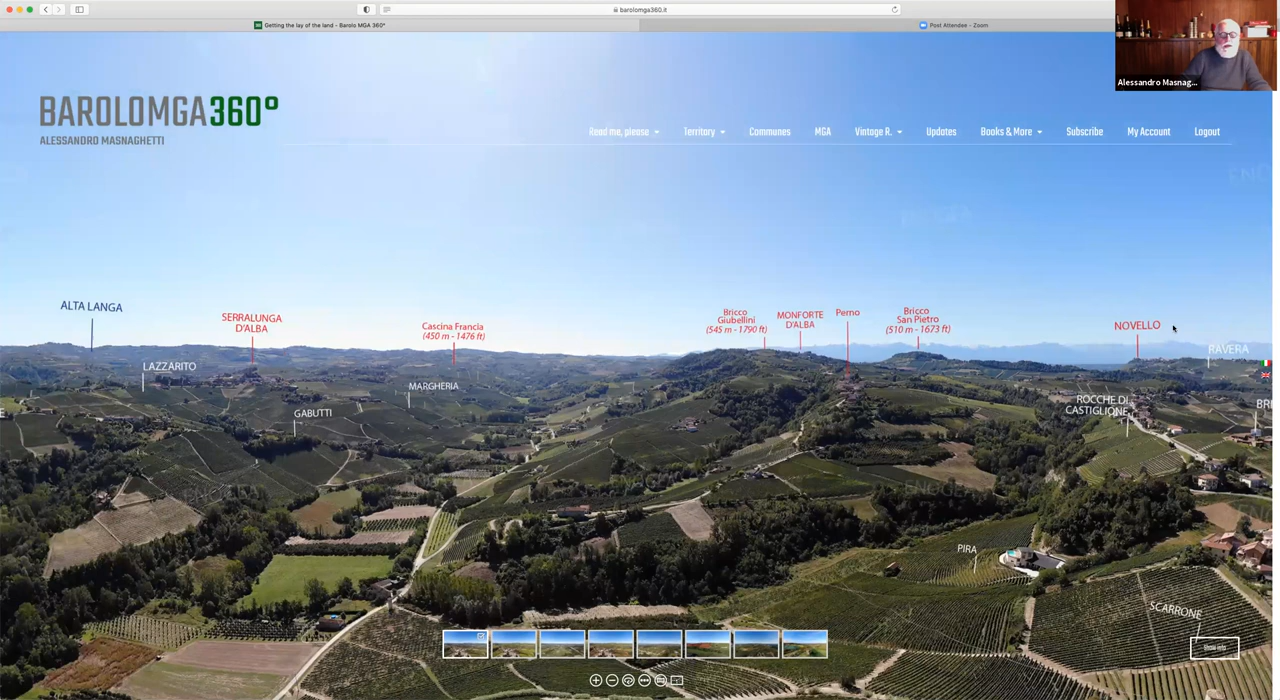 barolomga360.it
Getting the lay of the land - Barolo MGA 360°
Post Attendee - Zoom
Alessandro Masnag...
BAROLOMGA360°
ALESSANDRO MASNAGHETTI
Read me, please
Territory
Communes
MGA
Vintage R.
Updates
Books & More
Subscribe
My Account
Logout
ALTA LANGA
SERRALUNGA
D'ALBA
Cascina Francia
(450 m - 1476 ft)
Bricco
Giubellini
(545 m - 1790 ft)
MONFORTE
D'ALBA
Perno
Bricco
San Pietro
(510 m - 1673 ft)
NOVELLO
RAVERA
LAZZARITO
MARGHERIA
GABUTTI
ROCCHE DI
CASTIGLIONE
BRI
E
PIRA
SCARRONE
Show info